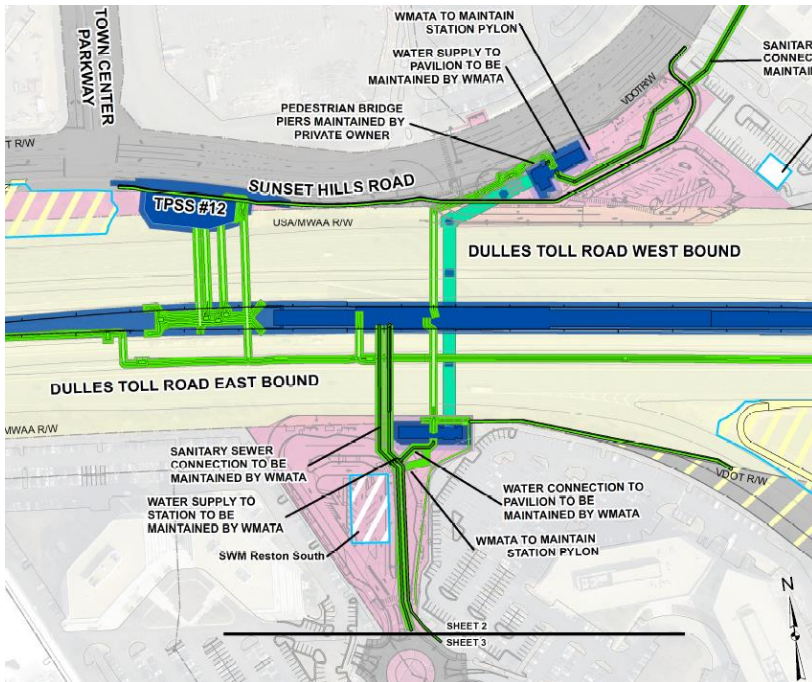 WMATA TO MAINTAIN
STATION PYLON
WATER SUPPLY TO
PAVILION TO BE
MAINTAINED BY WMATA
SANITAR
CONNEC
MAINTAI
TOWN CENTER
PARKWAY
VDOTR/W
PEDESTRIAN BRIDGE
PIERS MAINTAINED BY
PRIVATE OWNER
T R/W
SUNSET HILLS ROAD
TPSS #12
USA/MWAA R/W
DULLES TOLL ROAD WEST BOUND
DULLES TOLL ROAD EAST BOUND
MWAA R/W
SANITARY SEWER
CONNECTION TO BE
MAINTAINED BY WMATA
WATER SUPPLY TO
STATION TO BE
MAINTAINED BY WMATA
SWM Reston South
WATER CONNECTION TO
PAVILION TO BE
MAINTAINED BY WMATA
WMATA TO MAINTAIN
STATION PYLON
VDOT R/W
N
SHEET 2
SHEET 3